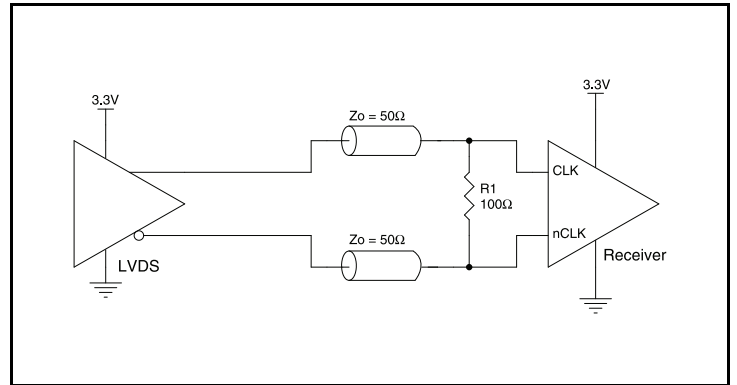 3.3V
3.3V
Zo = 50Ω
CLK
R1
100Ω
nCLK
Zo = 50Ω
LVDS
Receiver